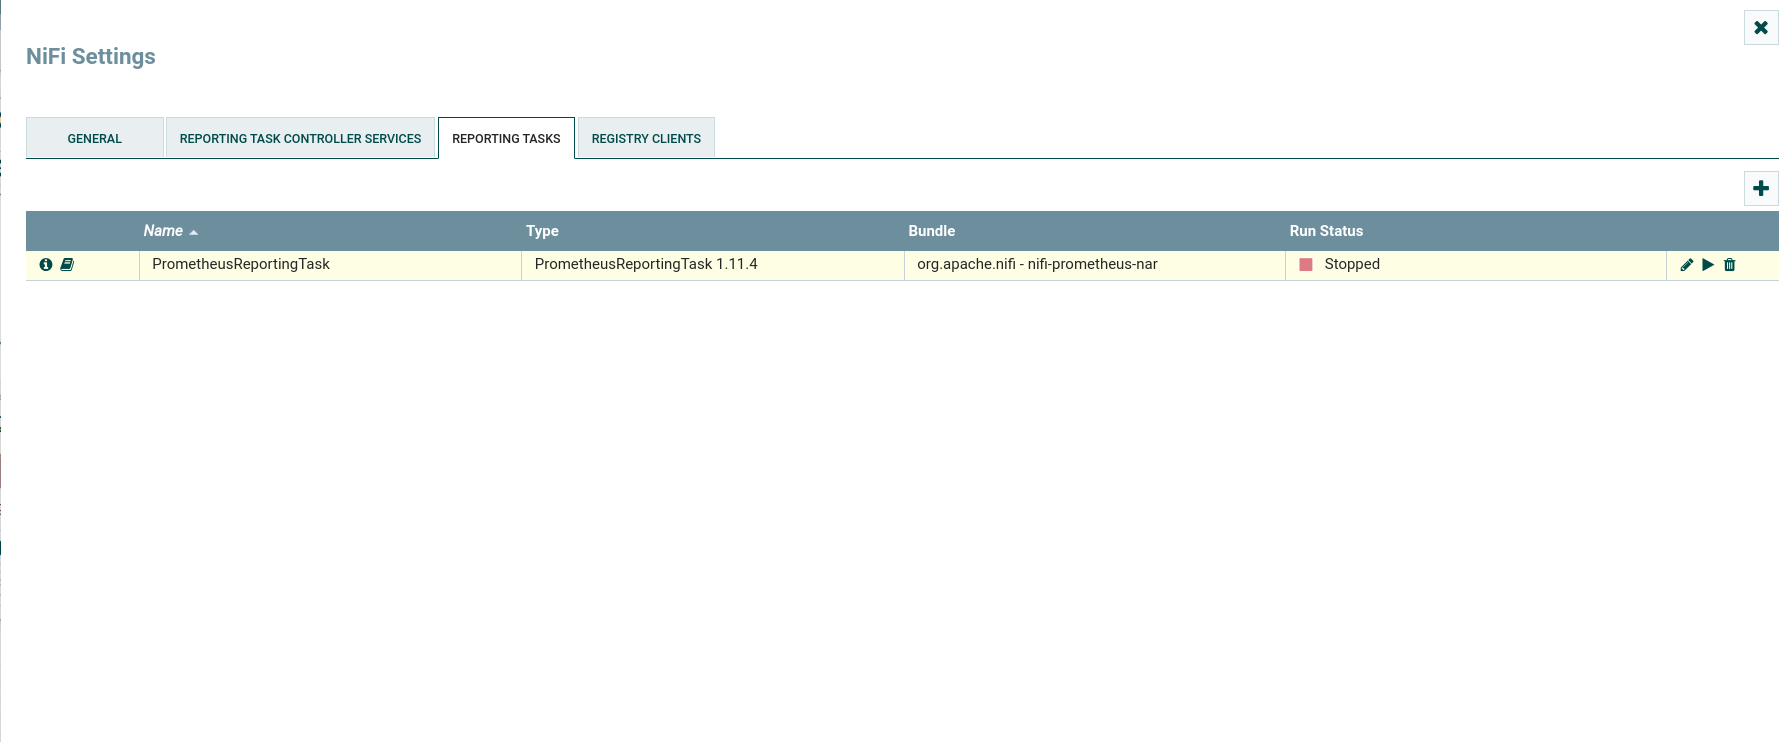 NiFi Settings
GENERAL REPORTING TASK CONTROLLER SERVICES REPORTING TASKS REGISTRY CLIENTS
Name Type Bundle Run Status
PrometheusReportingTask PrometheusReportingTask 1.11.4 org.apache.nifi - nifi-prometheus-nar Stopped